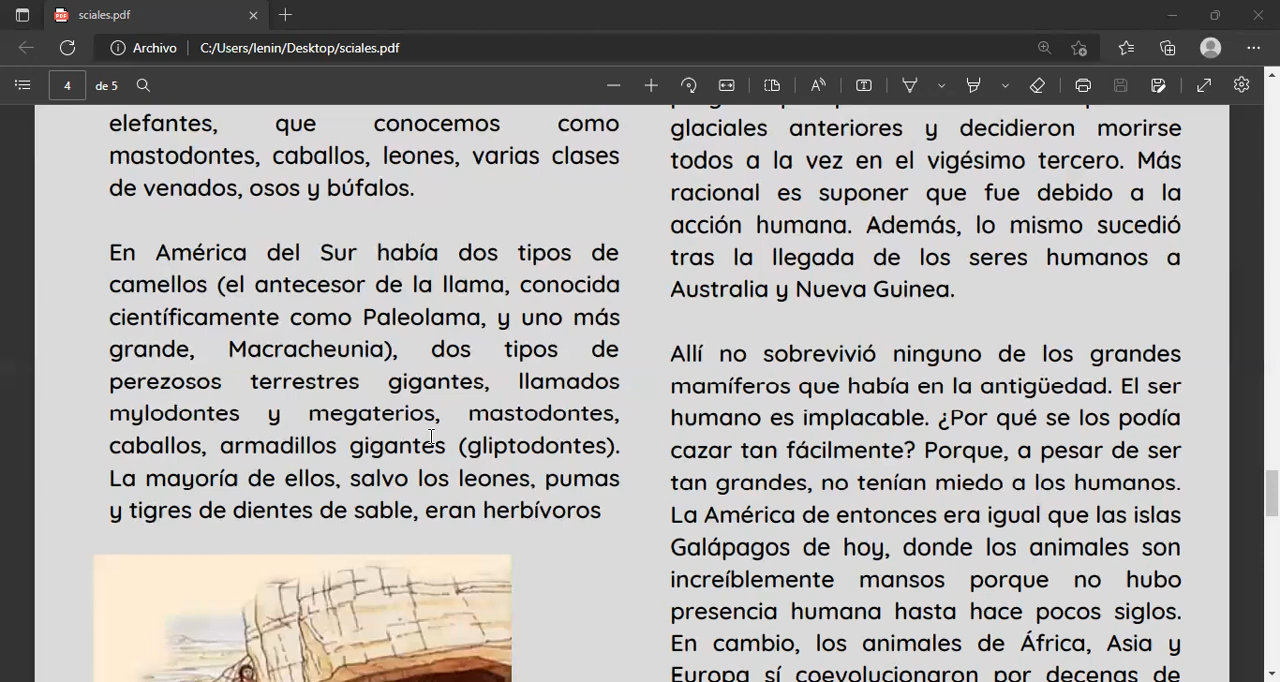 sciales.pdf
Archivo
C:/Users/lenin/Desktop/sciales.pdf
4
de 5
elefantes, que conocemos como
mastodontes, caballos, leones, varias clases
de venados, osos y búfalos.
En América del Sur había dos tipos de
camellos (el antecesor de la llama, conocida
científicamente como Paleolama, y uno más
grande, Macracheunia), dos tipos de
perezosos terrestres gigantes, llamados
mylodontes y megaterios, mastodontes,
caballos, armadillos gigantes (gliptodontes).
La mayoría de ellos, salvo los leones, pumas
y tigres de dientes de sable, eran herbívoros
glaciales anteriores y decidieron morirse
todos a la vez en el vigésimo tercero. Más
racional es suponer que fue debido a la
acción humana. Además, lo mismo sucedió
tras la llegada de los seres humanos a
Australia y Nueva Guinea.
Allí no sobrevivió ninguno de los grandes
mamíferos que había en la antigüedad. El ser
humano es implacable. ¿Por qué se los podía
cazar tan fácilmente? Porque, a pesar de ser
tan grandes, no tenían miedo a los humanos.
La América de entonces era igual que las islas
Galápagos de hoy, donde los animales son
increíblemente mansos porque no hubo
presencia humana hasta hace pocos siglos.
En cambio, los animales de África, Asia y
Europa sí coevolucionaron por decenas de